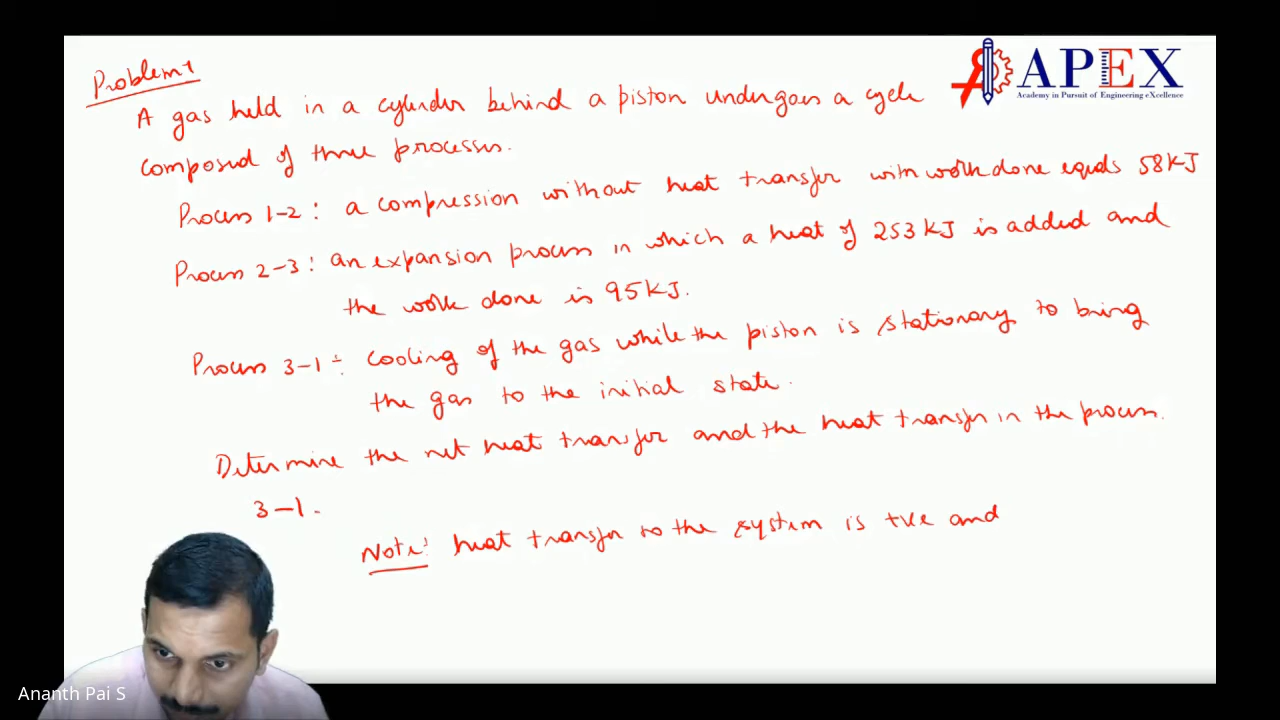 Problem:
APEX
Academy in Pursuit of Engineering eXcellence
A gas held in a cylinder behind a piston undergoes a cycle
composed of three processes.
Process 1-2: a compression without heat transfer with work done equals 58kJ
Process 2-3: an expansion process in which a heat of 253 kJ is added and
the work done is 95kJ.
Process 3-1: cooling of the gas while the piston is stationary to bring
the gas to the initial state.
Determine the net heat transfer and the heat transfer in the process
3-1.
Note: heat transfer to the system is +ve and
Ananth Pai S